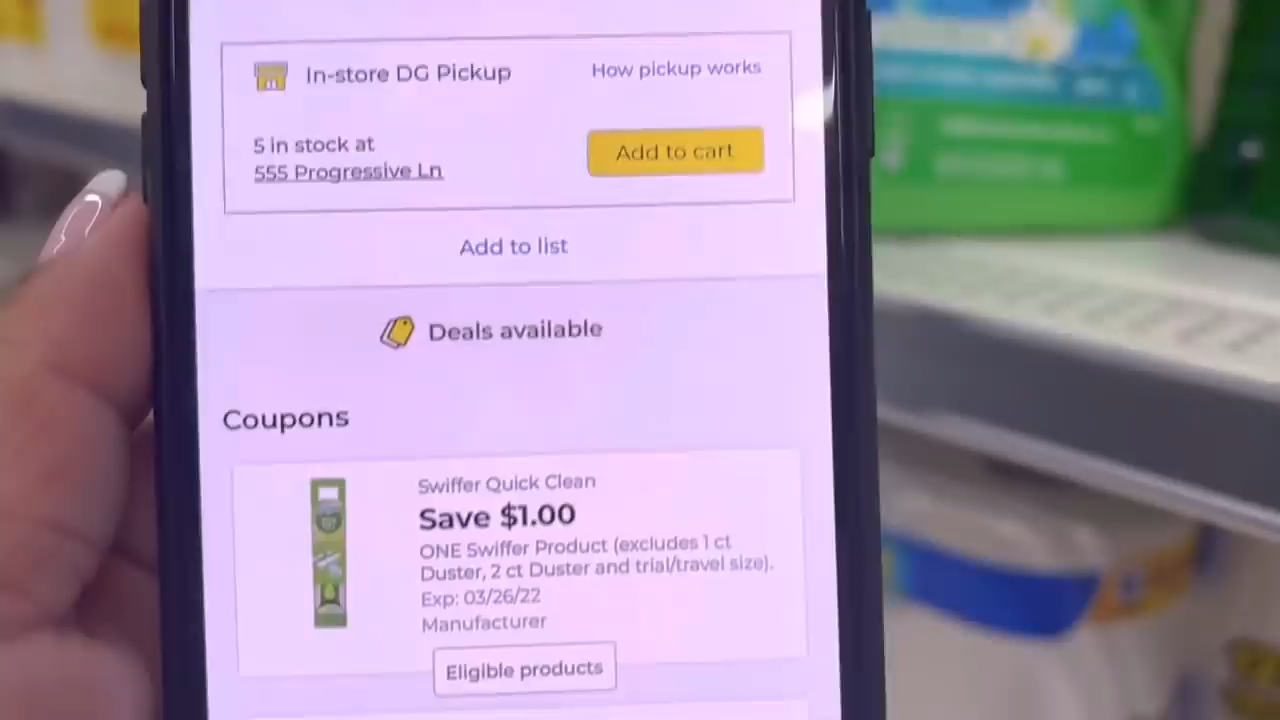 In-store DG Pickup
How pickup works
5 in stock at
555 Progressive Ln
Add to cart
Add to list
Deals available
Coupons
Swiffer Quick Clean
Save $1.00
ONE Swiffer Product (excludes 1 ct
Duster, 2 ct Duster and trial/travel size).
Exp: 03/26/22
Manufacturer
Eligible products